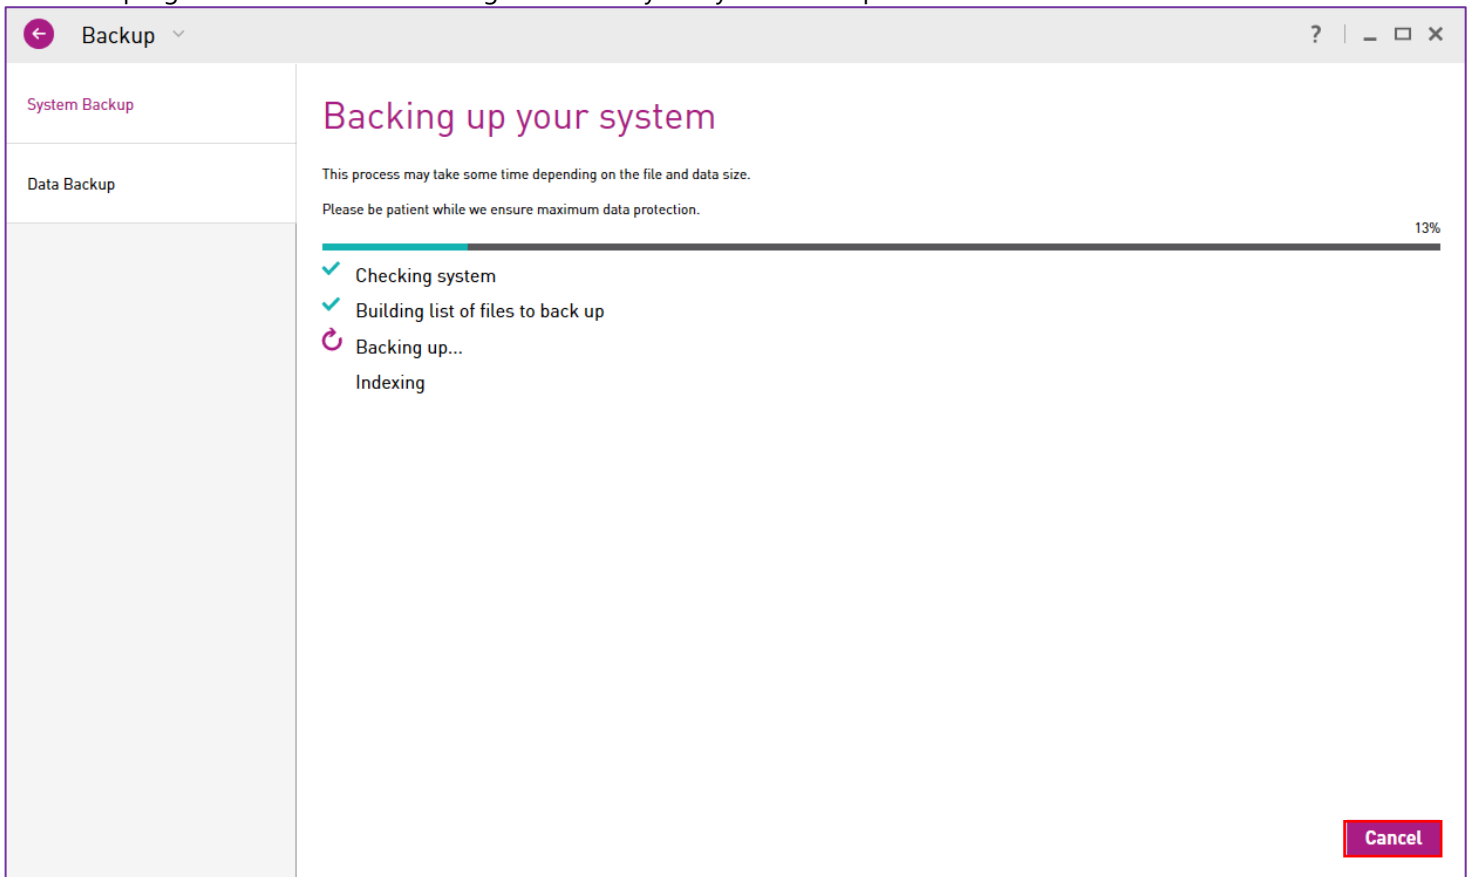 Backup
?
System Backup
Data Backup
Backing up your system
This process may take some time depending on the file and data size.
Please be patient while we ensure maximum data protection.
13%
Checking system
Building list of files to back up
Backing up...
Indexing
Cancel